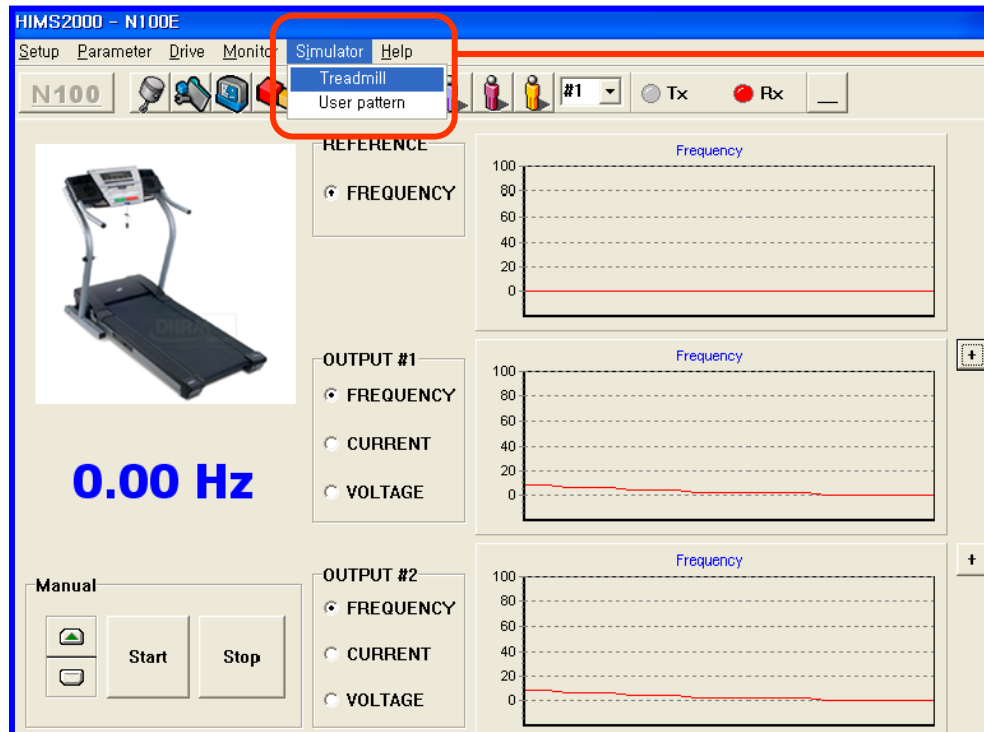 HIMS2000 - N100E
Setup Parameter Drive Monitor Simulator Help
Treadmill
User pattern
N100
#1
Tx
Rx
REFERENCE
FREQUENCY
Frequency
100
80
60
40
20
0
0.00 Hz
OUTPUT #1
FREQUENCY
CURRENT
VOLTAGE
Frequency
100
80
60
40
20
0
+
Manual
Start
Stop
OUTPUT #2
FREQUENCY
CURRENT
VOLTAGE
Frequency
100
80
60
40
20
0
+